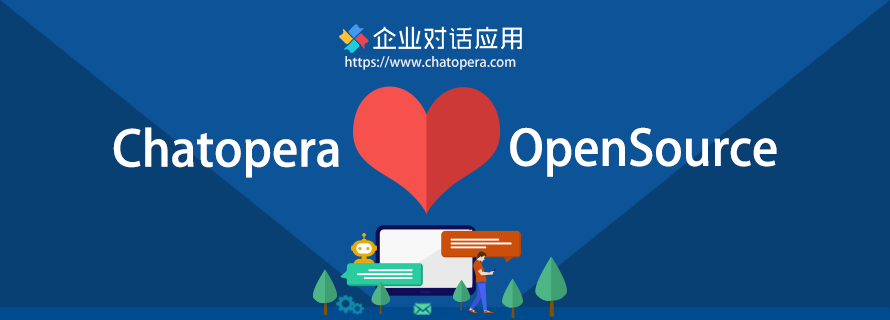 企业对话应用
https://www.chatopera.com
Chatopera OpenSource